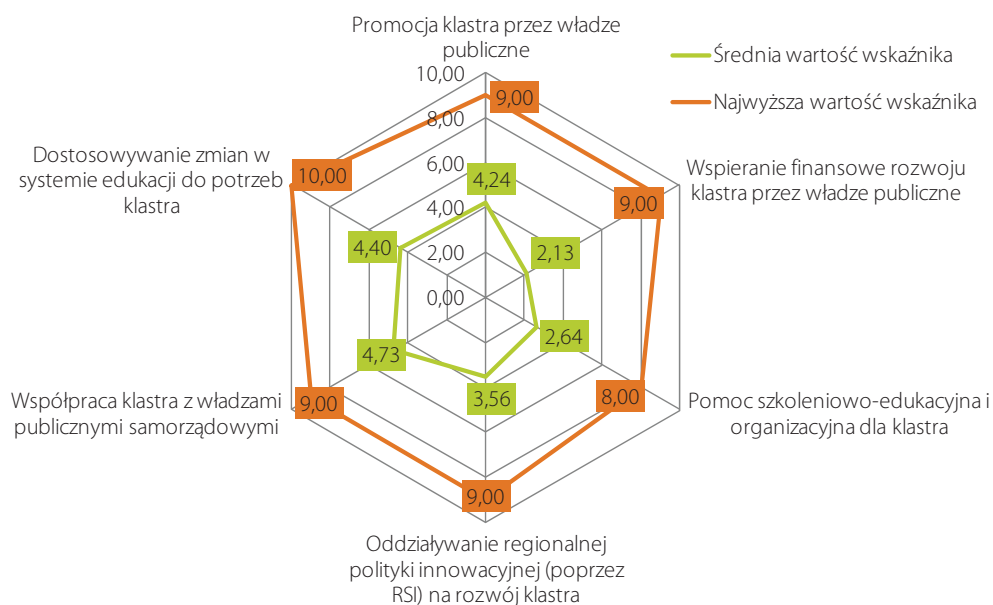 Promocja klastra przez władze
publiczne
Średnia wartość wskaźnika
Najwyższa wartość wskaźnika
10,00
8,00
6,00
4,00
2,00
0,00
9,00
9,00
8,00
9,00
9,00
10,00
4,24
2,13
2,64
3,56
4,73
4,40
Wspieranie finansowe rozwoju
klastra przez władze publiczne
Pomoc szkoleniowo-edukacyjna i
organizacyjna dla klastra
Oddziaływanie regionalnej
polityki innowacyjnej (poprzez
RSI) na rozwój klastra
Współpraca klastra z władzami
publicznymi samorządowymi
Dostosowywanie zmian w
systemie edukacji do potrzeb
klastra